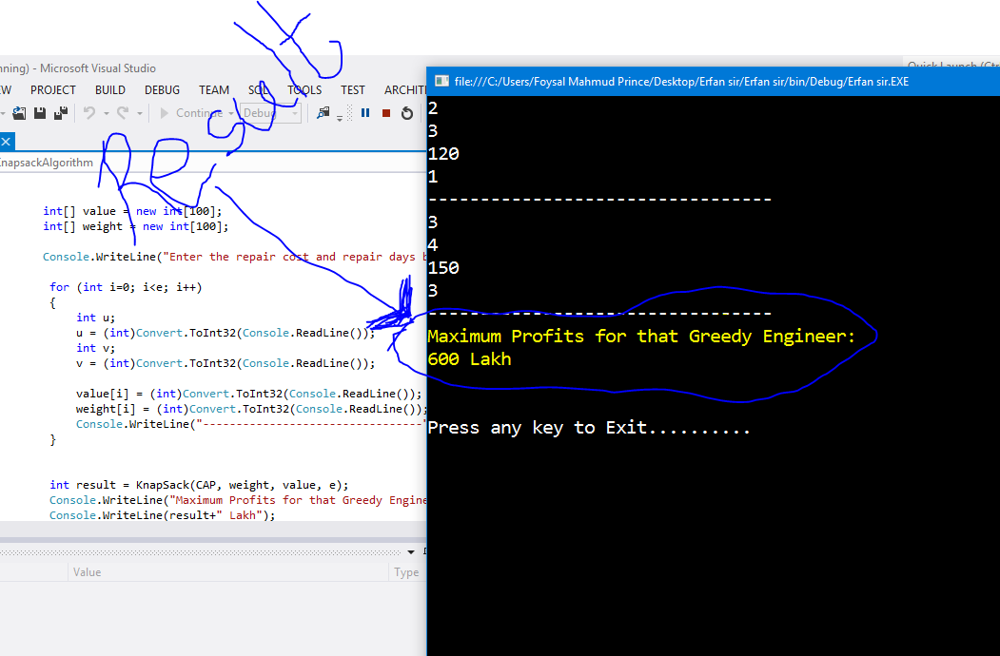 Result
nning) - Microsoft Visual Studio
EW PROJECT BUILD DEBUG TEAM SQL TOOLS TEST ARCHIT
Continue Debug
KnapsackAlgorithm
int[] value = new int[100];
int[] weight = new int[100];
Console.WriteLine("Enter the repair cost and repair days b
for (int i=0; i<e; i++)
{
int u;
u = (int)Convert.ToInt32(Console.ReadLine());
int v;
v = (int)Convert.ToInt32(Console.ReadLine());
value[i] = (int)Convert.ToInt32(Console.ReadLine());
weight[i] = (int)Convert.ToInt32(Console.ReadLine());
Console.WriteLine("---------------------------------"
}
int result = KnapSack(CAP, weight, value, e);
Console.WriteLine("Maximum Profits for that Greedy Engine
Console.WriteLine(result+" Lakh");
Value Type
file:///C:/Users/Foysal Mahmud Prince/Desktop/Erfan sir/Erfan sir/bin/Debug/Erfan sir.EXE
2
3
120
1
---------------------------------
3
4
150
3
---------------------------------
Maximum Profits for that Greedy Engineer:
600 Lakh
Press any key to Exit..........